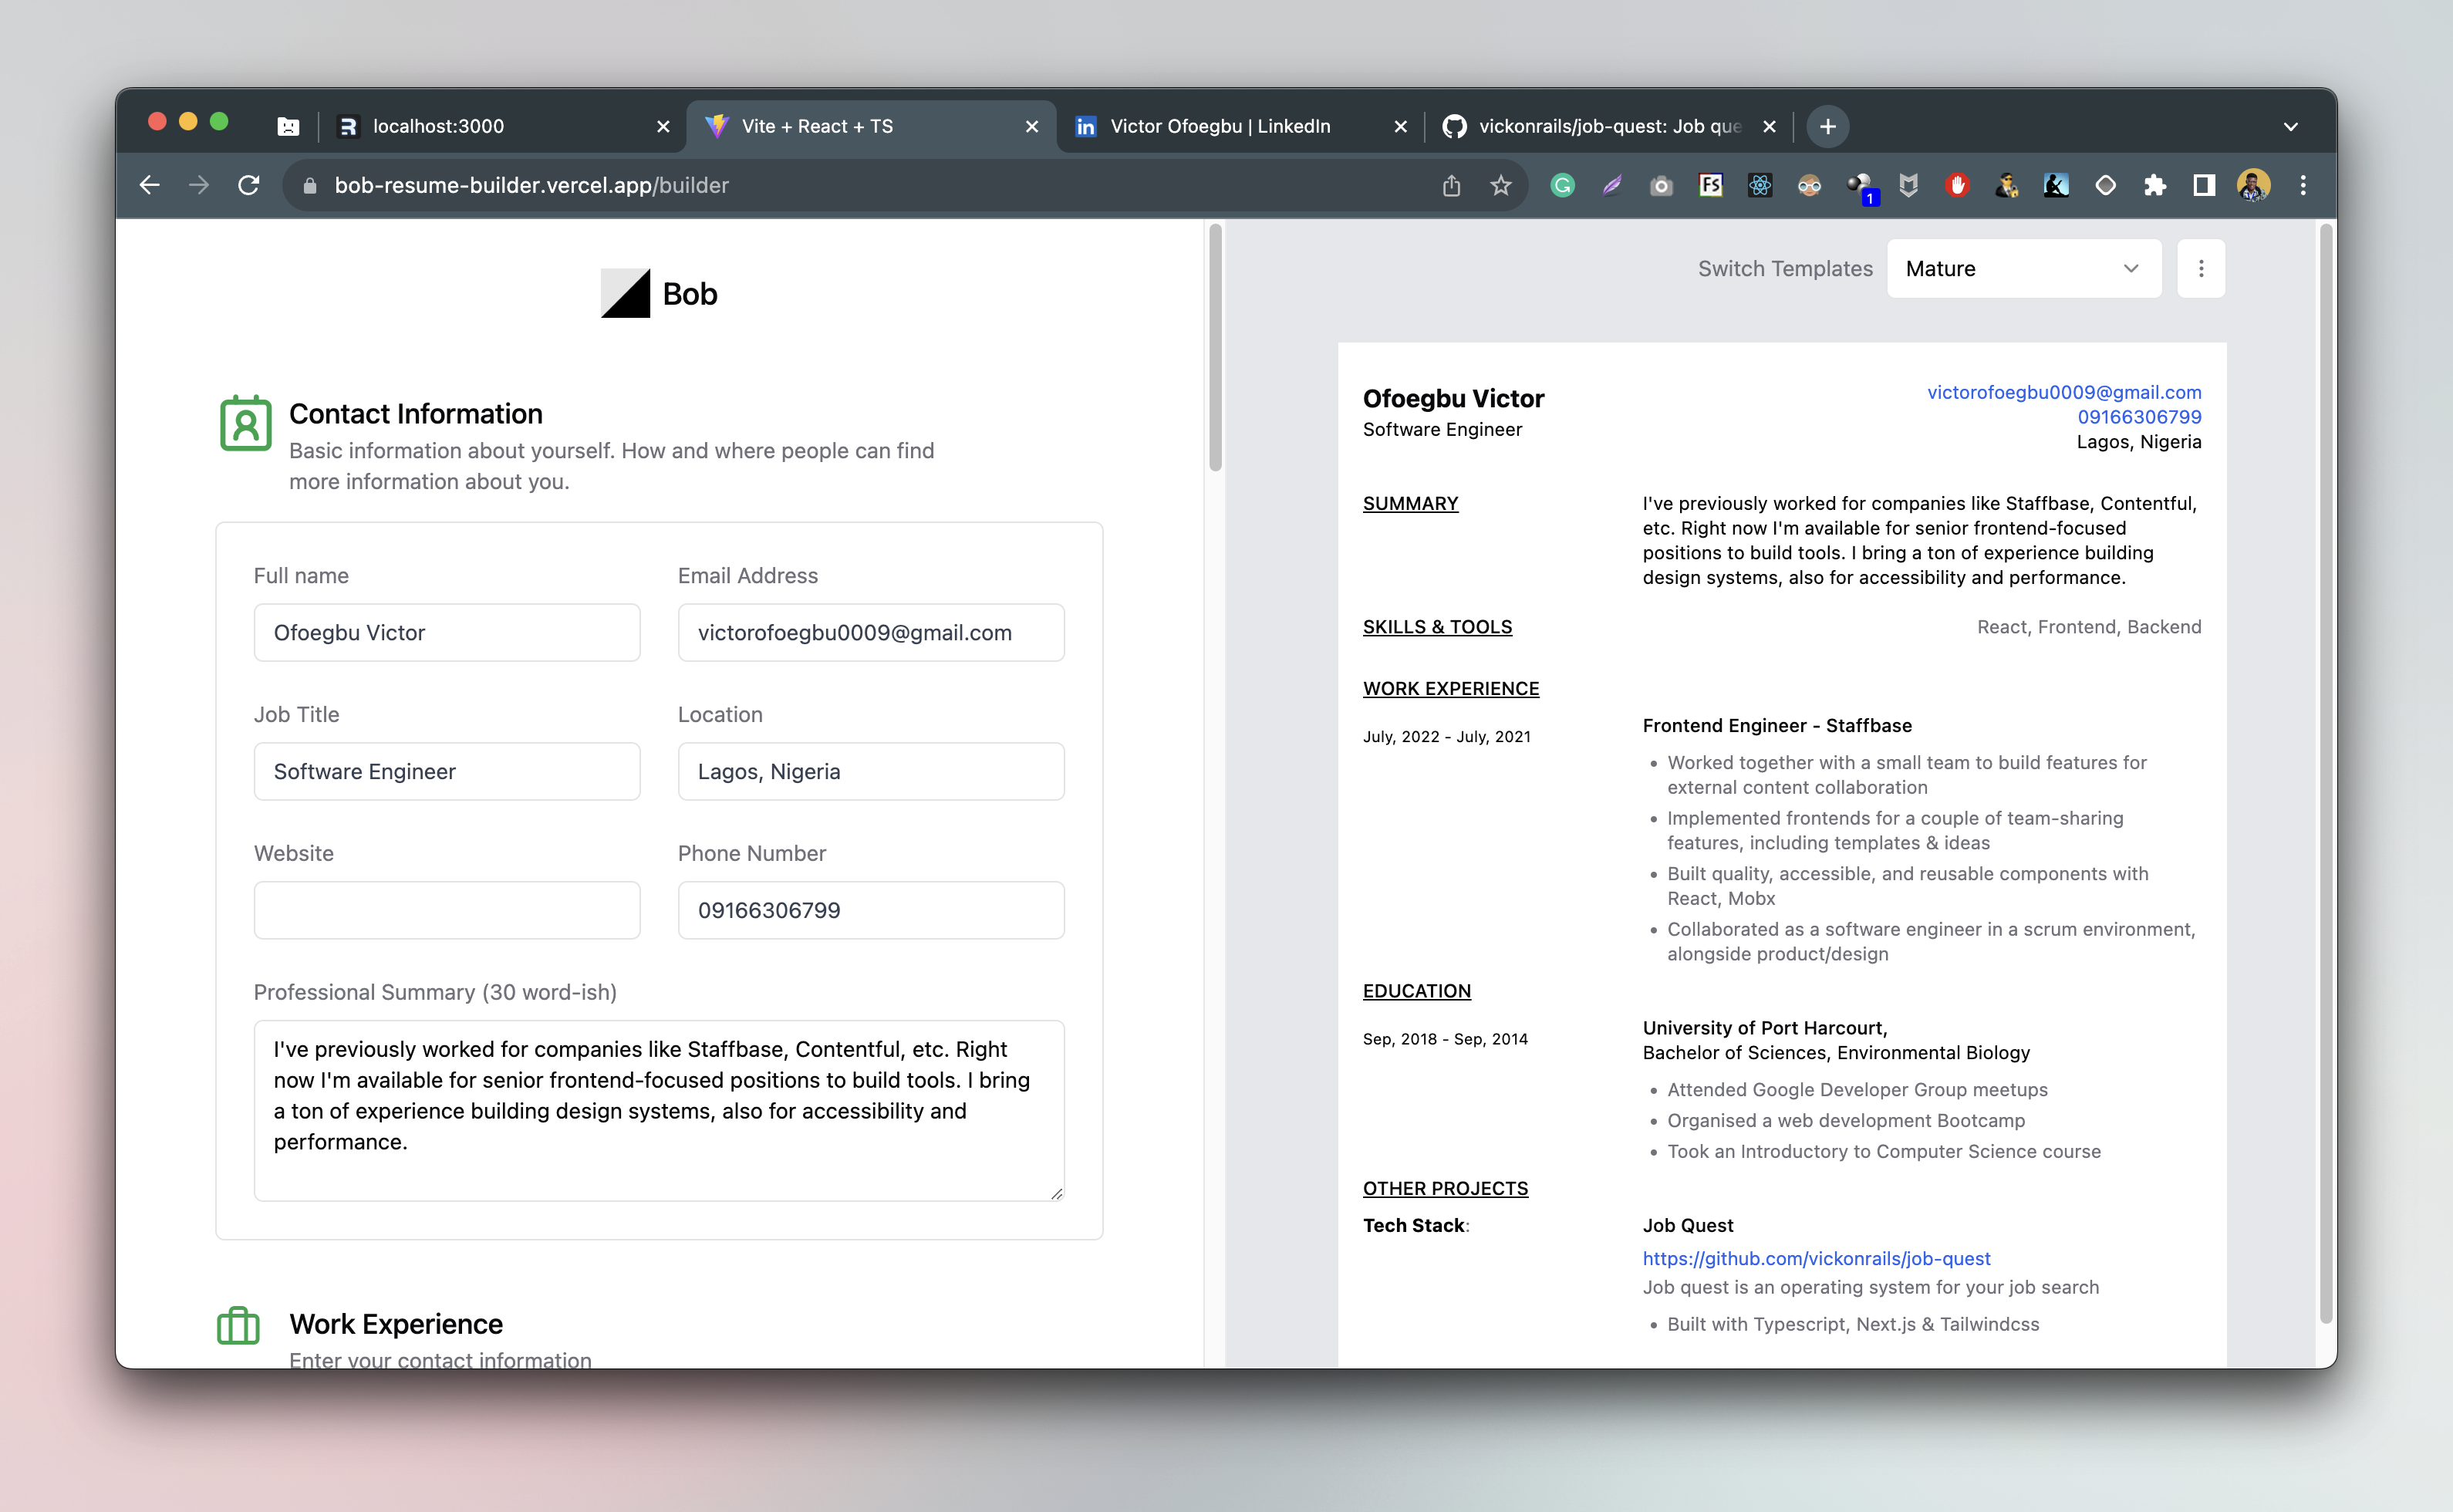 localhost:3000
Vite + React + TS
Victor Ofoegbu | LinkedIn
vickonrails/job-quest: Job que
bob-resume-builder.vercel.app/builder
FS
1
Bob
Contact Information
Basic information about yourself. How and where people can find
more information about you.
Full name
Email Address
Ofoegbu Victor
victorofoegbu0009@gmail.com
Job Title
Location
Software Engineer
Lagos, Nigeria
Website
Phone Number
09166306799
Professional Summary (30 word-ish)
I've previously worked for companies like Staffbase, Contentful, etc. Right
now I'm available for senior frontend-focused positions to build tools. I bring
a ton of experience building design systems, also for accessibility and
performance.
Work Experience
Enter your contact information
Switch Templates
Mature
Ofoegbu Victor
Software Engineer
victorofoegbu0009@gmail.com
09166306799
Lagos, Nigeria
SUMMARY
I've previously worked for companies like Staffbase, Contentful,
etc. Right now I'm available for senior frontend-focused
positions to build tools. I bring a ton of experience building
design systems, also for accessibility and performance.
SKILLS & TOOLS
React, Frontend, Backend
WORK EXPERIENCE
July, 2022 - July, 2021
Frontend Engineer - Staffbase
• Worked together with a small team to build features for
external content collaboration
• Implemented frontends for a couple of team-sharing
features, including templates & ideas
• Built quality, accessible, and reusable components with
React, Mobx
• Collaborated as a software engineer in a scrum environment,
alongside product/design
EDUCATION
Sep, 2018 - Sep, 2014
University of Port Harcourt,
Bachelor of Sciences, Environmental Biology
• Attended Google Developer Group meetups
• Organised a web development Bootcamp
• Took an Introductory to Computer Science course
OTHER PROJECTS
Tech Stack:
Job Quest
https://github.com/vickonrails/job-quest
Job quest is an operating system for your job search
• Built with Typescript, Next.js & Tailwindcss